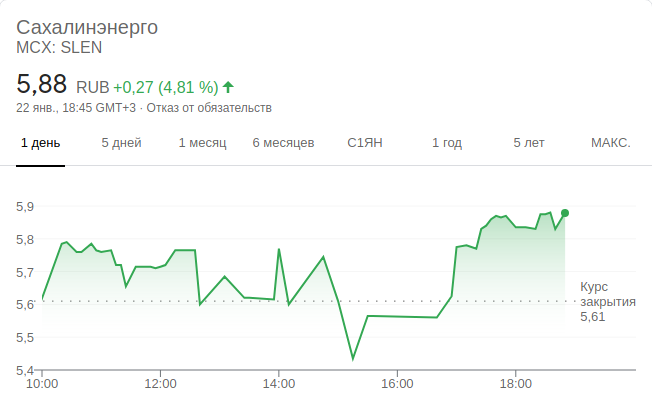 Сахалинэнерго
MCX: SLEN
5,88 RUB +0,27 (4,81 %)
22 янв., 18:45 GMT+3 · Отказ от обязательств
1 день 5 дней 1 месяц 6 месяцев С1ЯН 1 год 5 лет МАКС.
5,9
5,8
5,7
5,6
5,5
5,4
Курс
закрытия
5,61
10:00 12:00 14:00 16:00 18:00